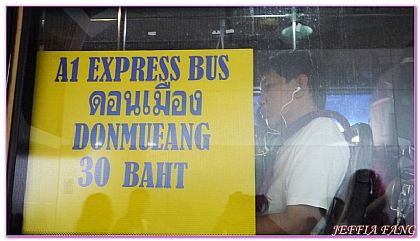 A1 EXPRESS BUS
ดอนเมือง
DONMUEANG
30 BAHT
JEFFIA FANG